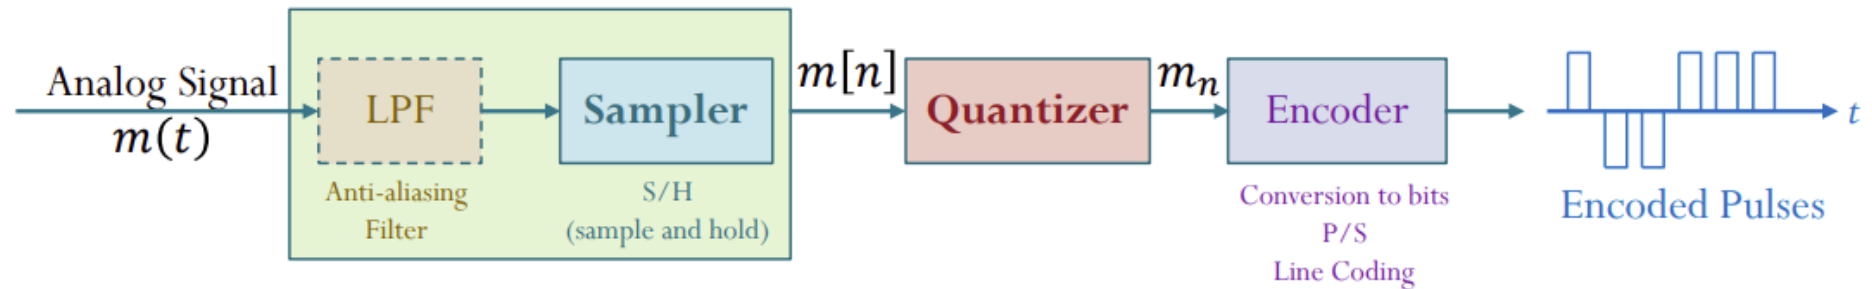 Analog Signal
m(t)
LPF
Anti-aliasing
Filter
Sampler
S/H
(sample and hold)
m[n]
Quantizer
mₙ
Encoder
Conversion to bits
P/S
Line Coding
t
Encoded Pulses